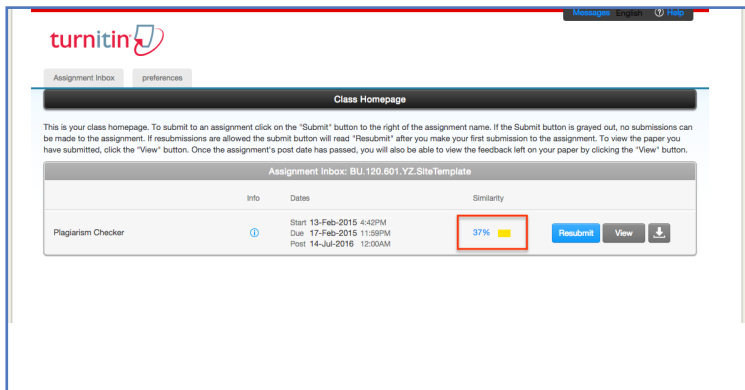 Messages English ? Help
turnitin
Assignment Inbox preferences
Class Homepage
This is your class homepage. To submit to an assignment click on the "Submit" button to the right of the assignment name. If the Submit button is grayed out, no submissions can
be made to the assignment. If resubmissions are allowed the submit button will read "Resubmit" after you make your first submission to the assignment. To view the paper you
have submitted, click the "View" button. Once the assignment's post date has passed, you will also be able to view the feedback left on your paper by clicking the "View" button.
Assignment Inbox: BU.120.601.YZ.SiteTemplate
Info Dates Similarity
Start 13-Feb-2015 4:42PM
Plagiarism Checker i Due 17-Feb-2015 11:59PM 37% Resubmit View
Post 14-Jul-2016 12:00AM